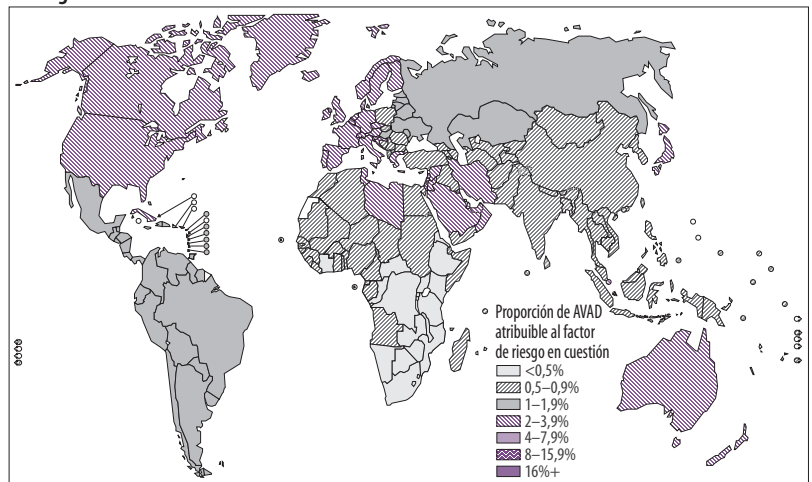 Proporción de AVAD
atribuible al factor
de riesgo en cuestión
<0,5%
0,5–0,9%
1–1,9%
2–3,9%
4–7,9%
8–15,9%
16%+